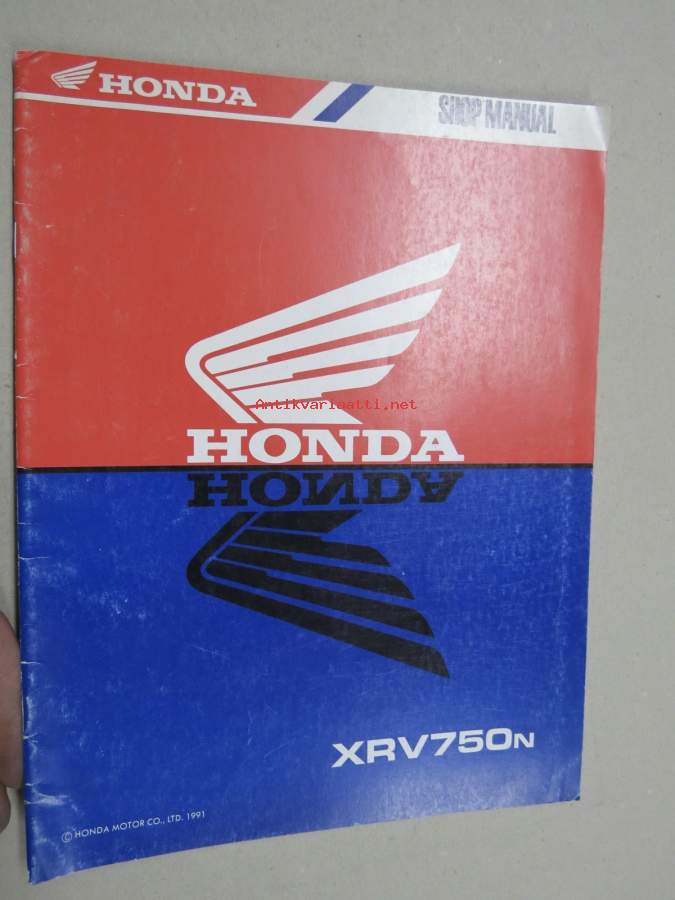 HONDA
SHOP MANUAL
Antikvariaatti.net
HONDA
HONDA
XRV750N
© HONDA MOTOR CO., LTD. 1991